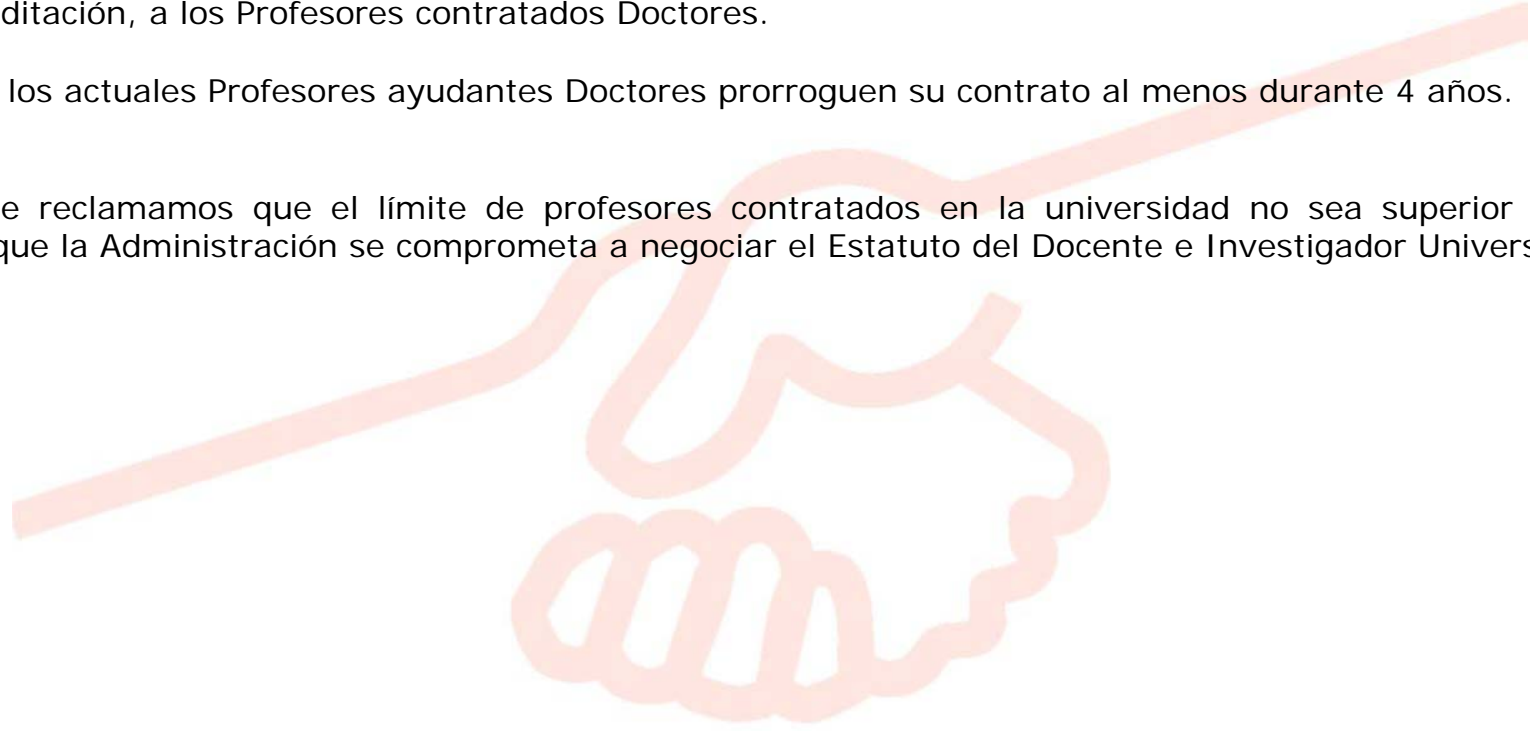 ditación, a los Profesores contratados Doctores.
los actuales Profesores ayudantes Doctores prorroguen su contrato al menos durante 4 años.
e reclamamos que el límite de profesores contratados en la universidad no sea superior
que la Administración se comprometa a negociar el Estatuto del Docente e Investigador Univers